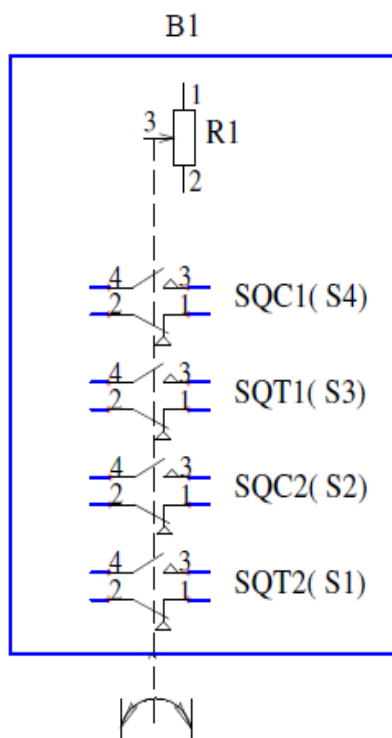 B1
1
3 R1
2
4 3
2 1 SQC1( S4)
4 3
2 1 SQT1( S3)
4 3
2 1 SQC2( S2)
4 3
2 1 SQT2( S1)